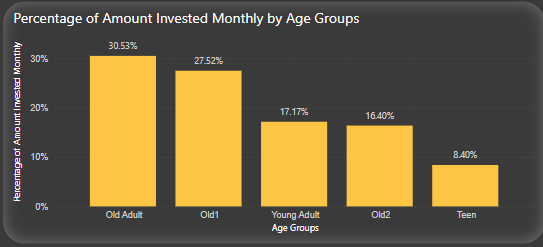 Percentage of Amount Invested Monthly by Age Groups
Percentage of Amount Invested Monthly
30%
20%
10%
0%
30.53%
27.52%
17.17%
16.40%
8.40%
Old Adult
Old1
Young Adult
Old2
Teen
Age Groups